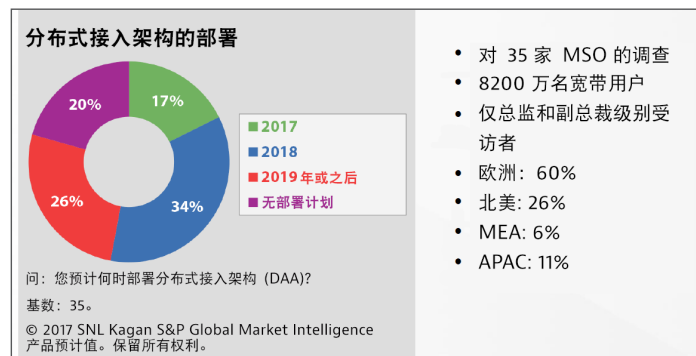 分布式接入架构的部署
20%
17%
26%
34%
2017
2018
2019年或之后
无部署计划
问：您预计何时部署分布式接入架构 (DAA)?
基数：35。
© 2017 SNL Kagan S&P Global Market Intelligence
产品预计值。保留所有权利。
对 35 家 MSO 的调查
8200 万名宽带用户
仅总监和副总裁级别受
访者
欧洲：60%
北美: 26%
MEA: 6%
APAC: 11%